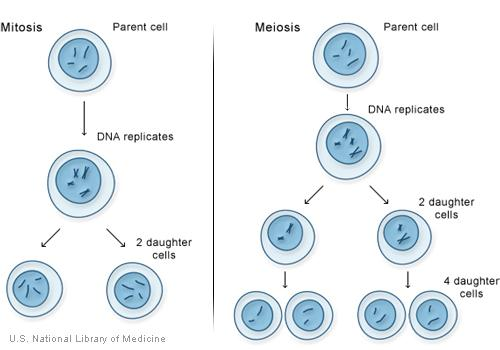 Mitosis
Parent cell
DNA replicates
2 daughter
cells
U.S. National Library of Medicine
Meiosis
Parent cell
DNA replicates
2 daughter
cells
4 daughter
cells